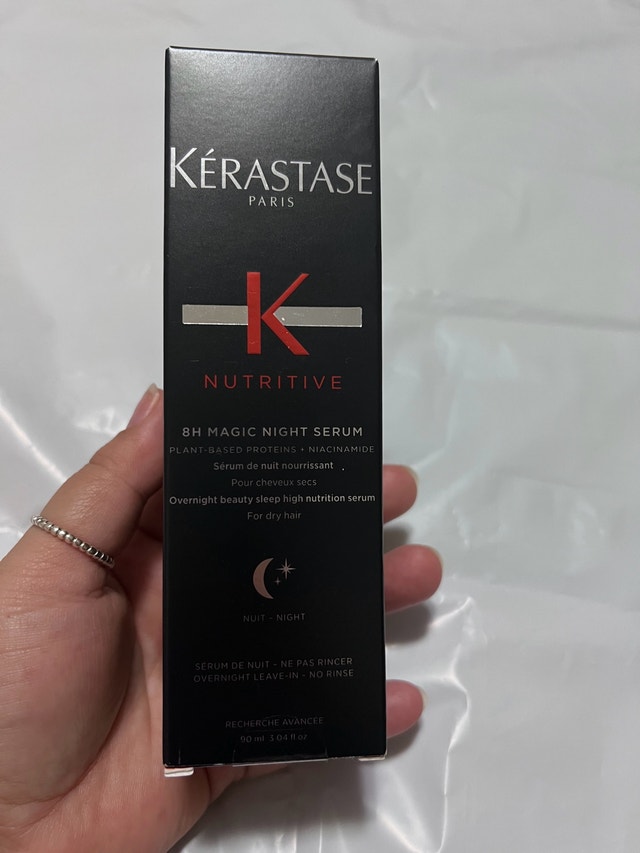 KÉRASTASE
PARIS
K
NUTRITIVE
8H MAGIC NIGHT SERUM
PLANT-BASED PROTEINS + NIACINAMIDE
Sérum de nuit nourrissant
Pour cheveux secs
Overnight beauty sleep high nutrition serum
For dry hair
NUIT - NIGHT
SÉRUM DE NUIT - NE PAS RINCER
OVERNIGHT LEAVE-IN - NO RINSE
RECHERCHE AVANCÉE
90 ml 3.04 fl oz